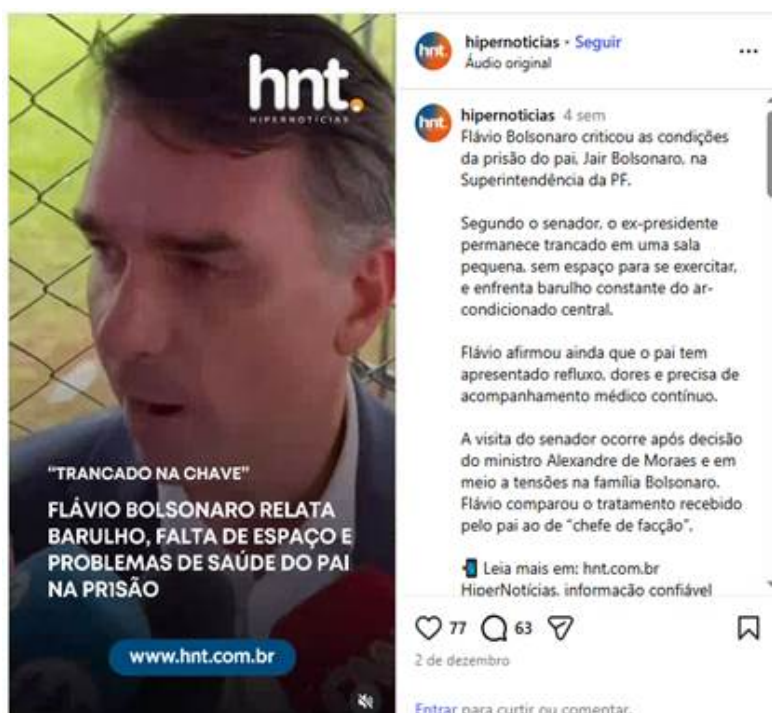 hnt.
HIPERNOTÍCIAS
"TRANCADO NA CHAVE"
FLÁVIO BOLSONARO RELATA
BARULHO, FALTA DE ESPAÇO E
PROBLEMAS DE SAÚDE DO PAI
NA PRISÃO
www.hnt.com.br
hnt.
hipernoticias • Seguir
Áudio original
hnt.
hipernoticias 4 sem
Flávio Bolsonaro criticou as condições
da prisão do pai, Jair Bolsonaro, na
Superintendência da PF.
Segundo o senador, o ex-presidente
permanece trancado em uma sala
pequena, sem espaço para se exercitar,
e enfrenta barulho constante do ar-
condicionado central.
Flávio afirmou ainda que o pai tem
apresentado refluxo, dores e precisa de
acompanhamento médico contínuo.
A visita do senador ocorre após decisão
do ministro Alexandre de Moraes e em
meio a tensões na família Bolsonaro.
Flávio comparou o tratamento recebido
pelo pai ao de "chefe de facção".
Leia mais em: hnt.com.br
HiperNotícias, informação confiável
77 63
2 de dezembro
Entrar para curtir ou comentar.